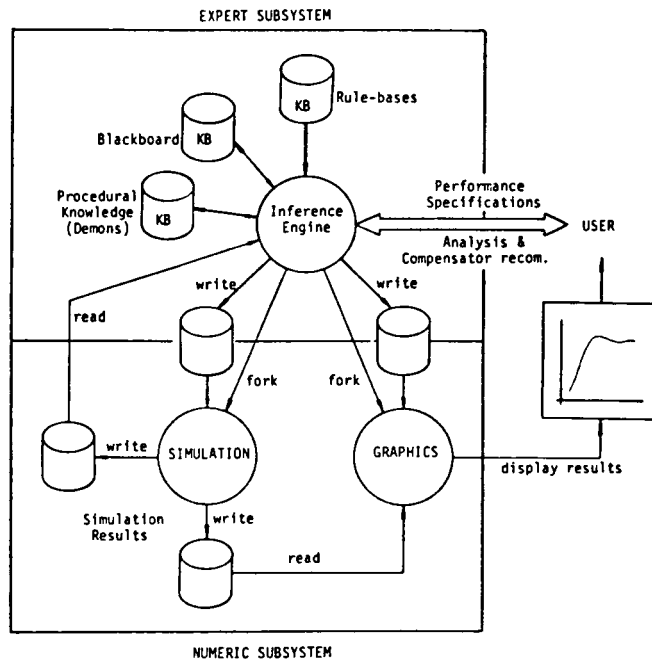 EXPERT SUBSYSTEM
KB
Rule-bases
Blackboard
KB
Procedural
Knowledge
(Demons)
KB
Inference
Engine
Performance
Specifications
USER
Analysis &
Compensator recom.
write
write
read
fork
fork
SIMULATION
GRAPHICS
write
display results
Simulation
Results
write
read
NUMERIC SUBSYSTEM